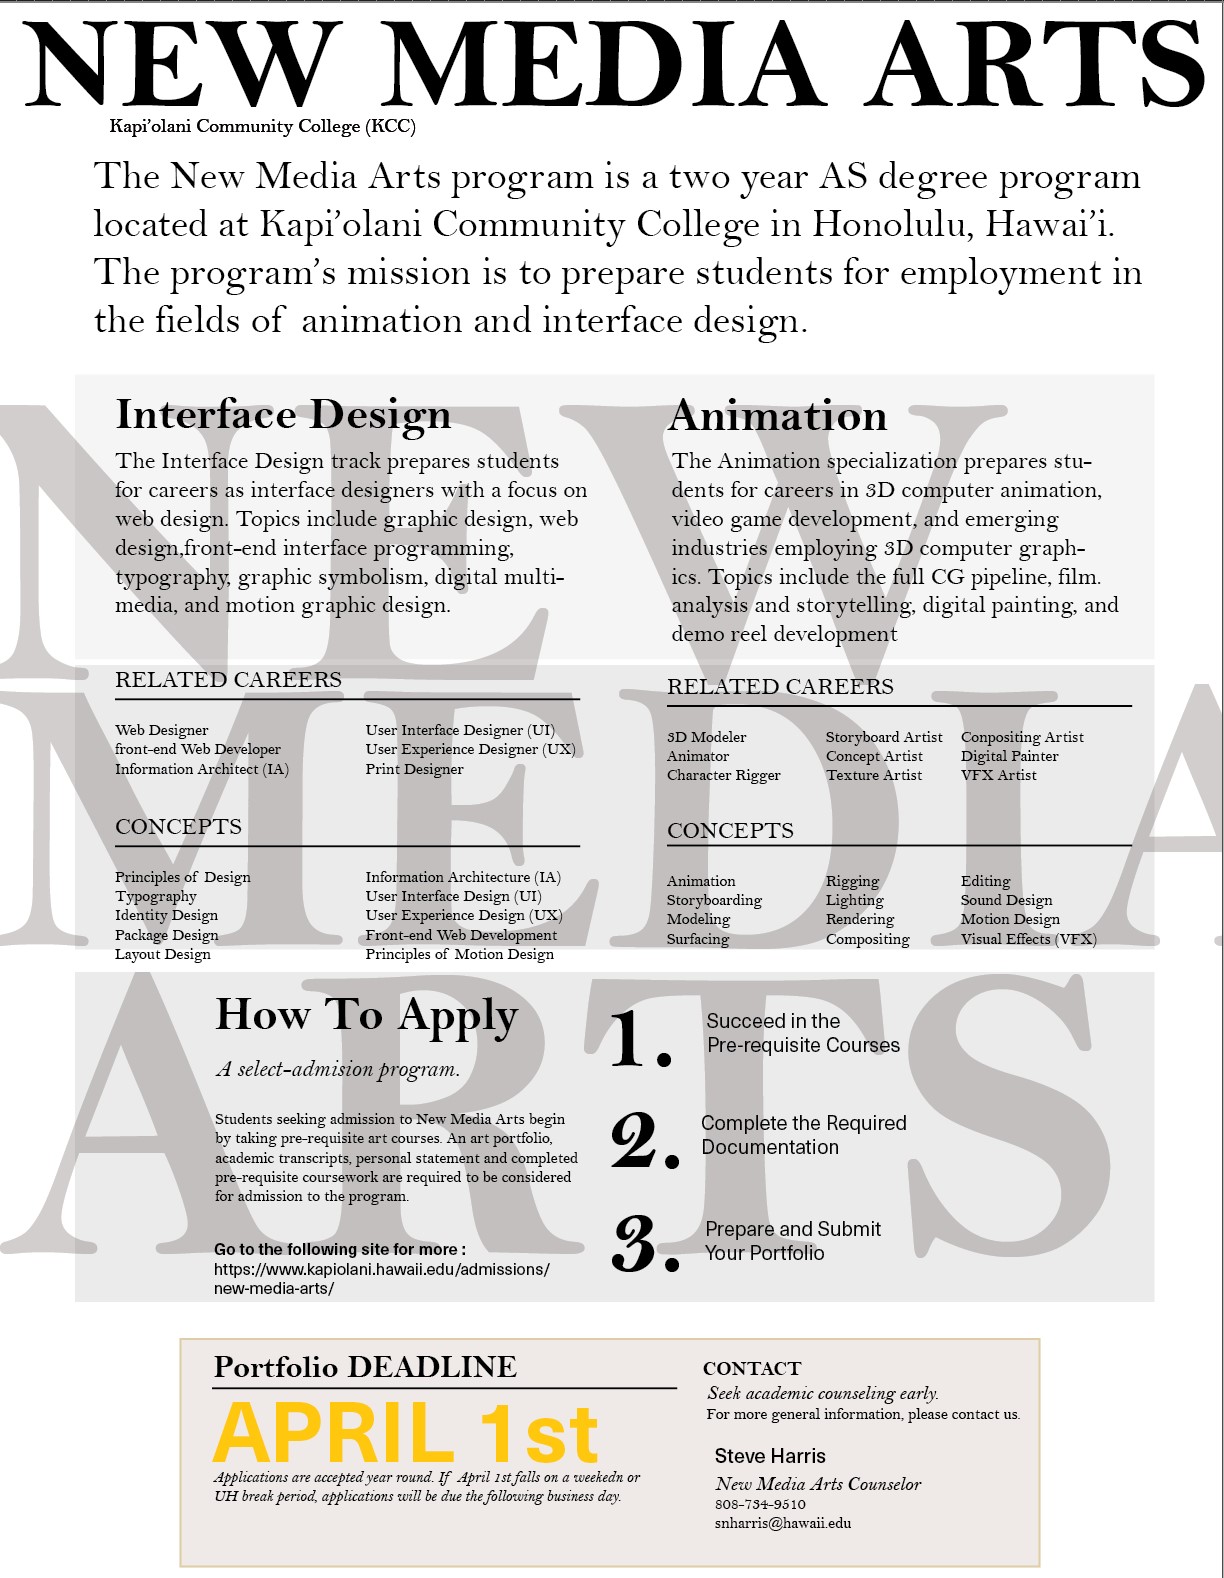 NEW MEDIA ARTS
Kapi’olani Community College (KCC)
The New Media Arts program is a two year AS degree program
located at Kapi’olani Community College in Honolulu, Hawai’i.
The program’s mission is to prepare students for employment in
the fields of animation and interface design.
NEW
MEDIA
ARTS
Interface Design
The Interface Design track prepares students
for careers as interface designers with a focus on
web design. Topics include graphic design, web
design,front-end interface programming,
typography, graphic symbolism, digital multi-
media, and motion graphic design.
Animation
The Animation specialization prepares stu-
dents for careers in 3D computer animation,
video game development, and emerging
industries employing 3D computer graph-
ics. Topics include the full CG pipeline, film.
analysis and storytelling, digital painting, and
demo reel development
RELATED CAREERS
Web Designer
front-end Web Developer
Information Architect (IA)
User Interface Designer (UI)
User Experience Designer (UX)
Print Designer
CONCEPTS
Principles of Design
Typography
Identity Design
Package Design
Layout Design
Information Architecture (IA)
User Interface Design (UI)
User Experience Design (UX)
Front-end Web Development
Principles of Motion Design
RELATED CAREERS
3D Modeler
Animator
Character Rigger
Storyboard Artist
Concept Artist
Texture Artist
Conpositing Artist
Digital Painter
VFX Artist
CONCEPTS
Animation
Storyboarding
Modeling
Surfacing
Rigging
Lighting
Rendering
Compositing
Editing
Sound Design
Motion Design
Visual Effects (VFX)
How To Apply
A select-admision program.
Students seeking admission to New Media Arts begin
by taking pre-requisite art courses. An art portfolio,
academic transcripts, personal statement and completed
pre-requisite coursework are required to be considered
for admission to the program.
Go to the following site for more :
https://www.kapiolani.hawaii.edu/admissions/
new-media-arts/
1. Succeed in the
Pre-requisite Courses
2. Complete the Required
Documentation
3. Prepare and Submit
Your Portfolio
Portfolio DEADLINE
APRIL 1st
Applications are accepted year round. If April 1st falls on a weekedn or
UH break period, applications will be due the following business day.
CONTACT
Seek academic counseling early.
For more general information, please contact us.
Steve Harris
New Media Arts Counselor
808-734-9510
snharris@hawaii.edu